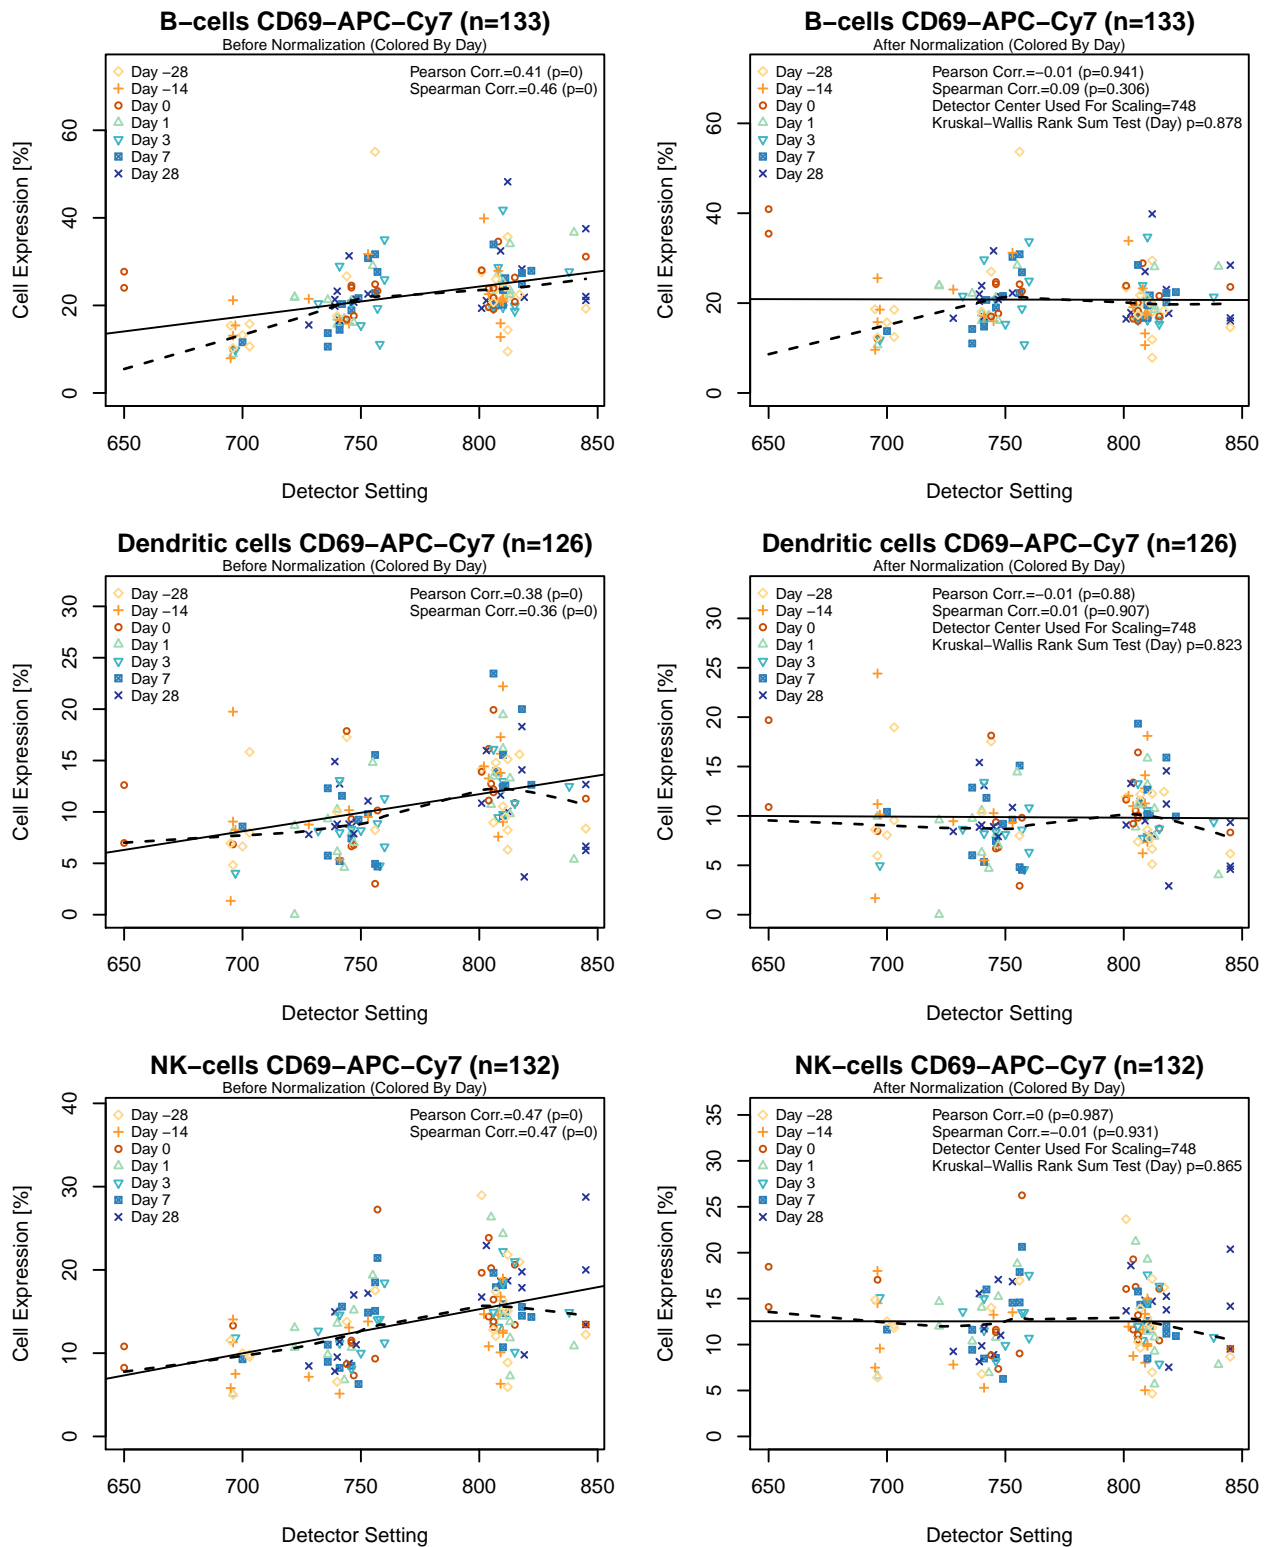 B−cells CD69−APC−Cy7 (n=133)
Before Normalization (Colored By Day)
Day −28
Day −14
Day 0
Day 1
Day 3
Day 7
Day 28
Pearson Corr.=0.41 (p=0)
Spearman Corr.=0.46 (p=0)
Cell Expression [%]
60
40
20
0
650 700 750 800 850
Detector Setting
B−cells CD69−APC−Cy7 (n=133)
After Normalization (Colored By Day)
Day −28
Day −14
Day 0
Day 1
Day 3
Day 7
Day 28
Pearson Corr.=−0.01 (p=0.941)
Spearman Corr.=0.09 (p=0.306)
Detector Center Used For Scaling=748
Kruskal−Wallis Rank Sum Test (Day) p=0.878
Cell Expression [%]
60
40
20
0
650 700 750 800 850
Detector Setting
Dendritic cells CD69−APC−Cy7 (n=126)
Before Normalization (Colored By Day)
Day −28
Day −14
Day 0
Day 1
Day 3
Day 7
Day 28
Pearson Corr.=0.38 (p=0)
Spearman Corr.=0.36 (p=0)
Cell Expression [%]
30
25
20
15
10
5
0
650 700 750 800 850
Detector Setting
Dendritic cells CD69−APC−Cy7 (n=126)
After Normalization (Colored By Day)
Day −28
Day −14
Day 0
Day 1
Day 3
Day 7
Day 28
Pearson Corr.=−0.01 (p=0.88)
Spearman Corr.=0.01 (p=0.907)
Detector Center Used For Scaling=748
Kruskal−Wallis Rank Sum Test (Day) p=0.823
Cell Expression [%]
30
25
20
15
10
5
0
650 700 750 800 850
Detector Setting
NK−cells CD69−APC−Cy7 (n=132)
Before Normalization (Colored By Day)
Day −28
Day −14
Day 0
Day 1
Day 3
Day 7
Day 28
Pearson Corr.=0.47 (p=0)
Spearman Corr.=0.47 (p=0)
Cell Expression [%]
40
30
20
10
0
650 700 750 800 850
Detector Setting
NK−cells CD69−APC−Cy7 (n=132)
After Normalization (Colored By Day)
Day −28
Day −14
Day 0
Day 1
Day 3
Day 7
Day 28
Pearson Corr.=0 (p=0.987)
Spearman Corr.=−0.01 (p=0.931)
Detector Center Used For Scaling=748
Kruskal−Wallis Rank Sum Test (Day) p=0.865
Cell Expression [%]
35
30
25
20
15
10
5
0
650 700 750 800 850
Detector Setting